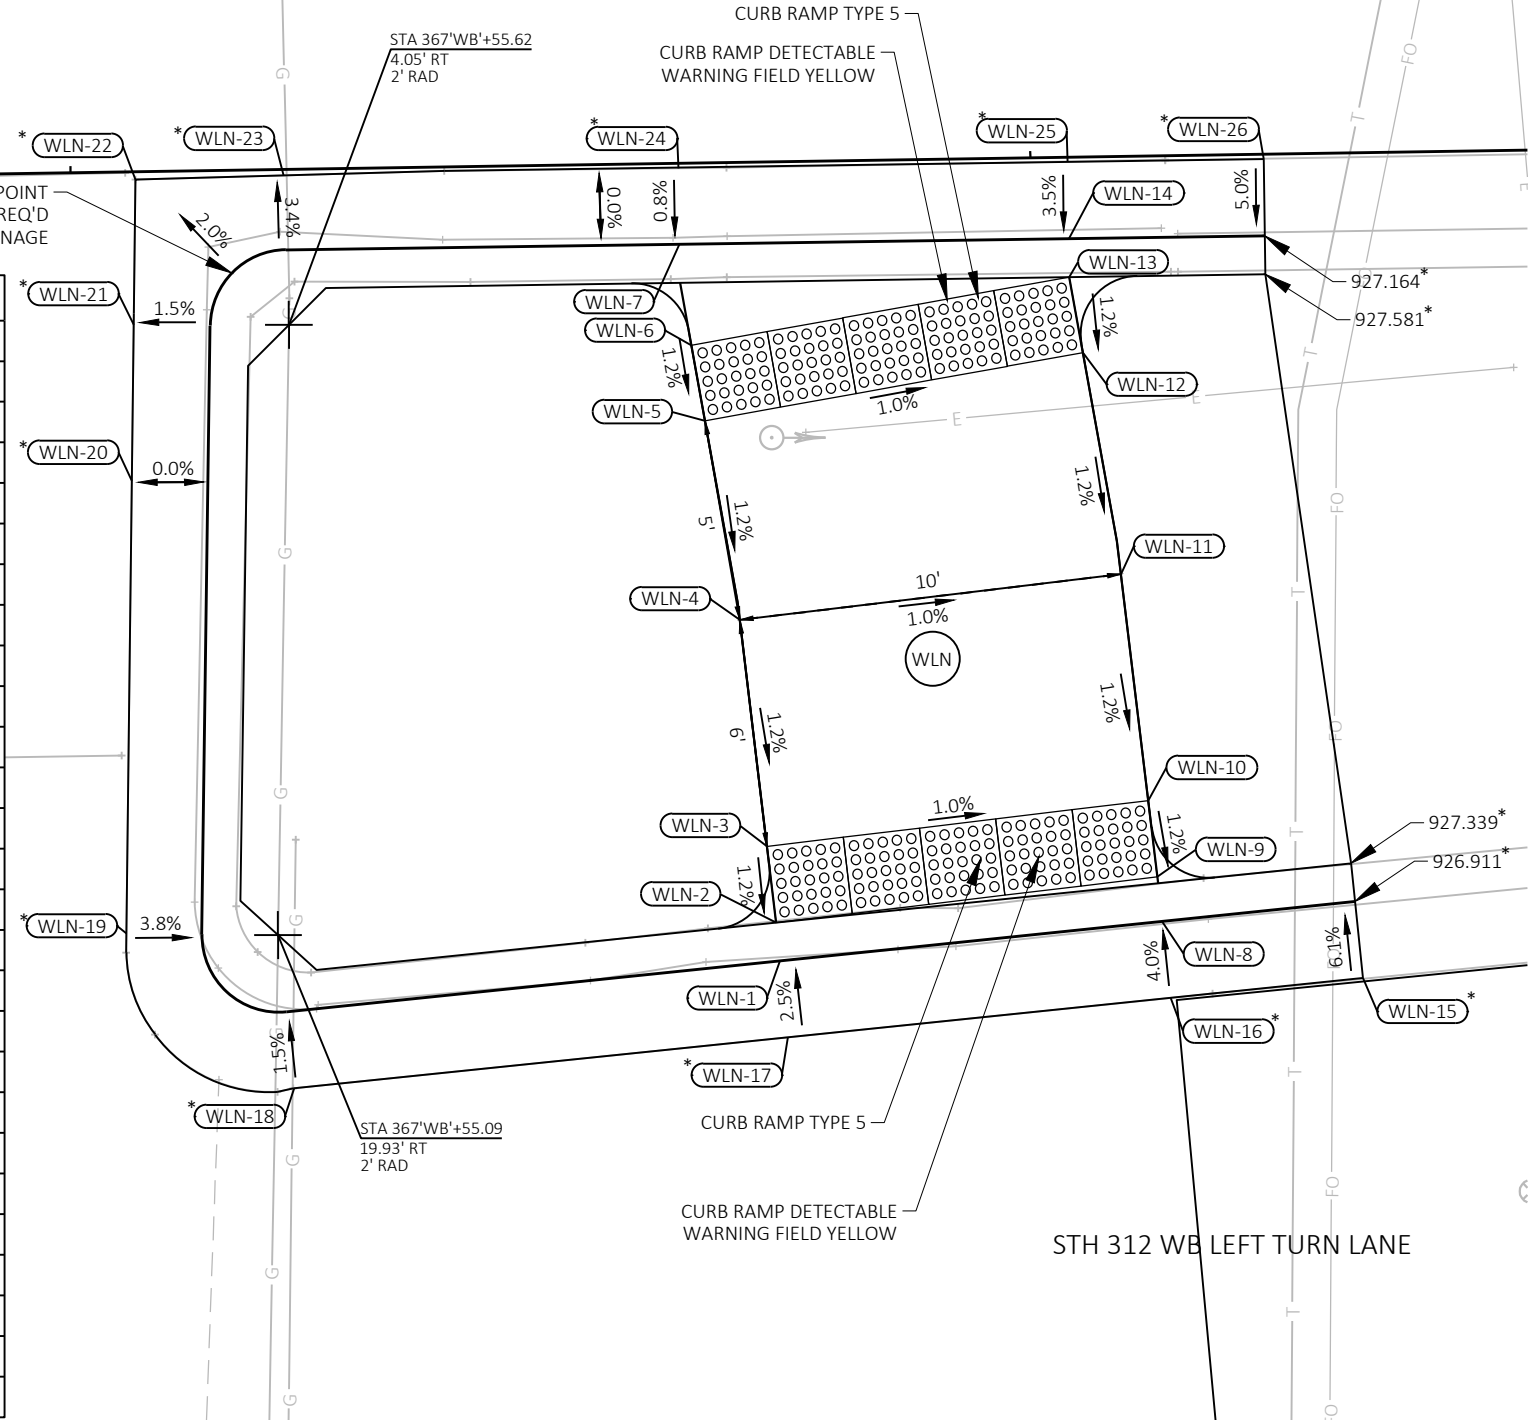 CURB RAMP TYPE 5
STA 367'WB'+55.62
4.05' RT
2' RAD
CURB RAMP DETECTABLE
WARNING FIELD YELLOW
* WLN-22
* WLN-23
* WLN-24
* WLN-25
* WLN-26
POINT
REQ'D
NAGE
2.0%
3.4%
0.0%
0.8%
3.5%
5.0%
WLN-14
WLN-13
927.164*
927.581*
* WLN-21
1.5%
WLN-7
WLN-6
1.2%
1.2%
WLN-12
WLN-5
1.0%
E
E
* WLN-20
0.0%
5'
1.2%
1.2%
WLN-11
10'
1.0%
WLN-4
WLN
6'
1.2%
1.2%
WLN-10
1.0%
WLN-3
1.2%
WLN-9
927.339*
926.911*
1.2%
WLN-2
* WLN-19
3.8%
WLN-8
4.0%
6.1%
WLN-1
2.5%
WLN-15*
WLN-16*
1.5%
* WLN-17
* WLN-18
STA 367'WB'+55.09
19.93' RT
2' RAD
CURB RAMP TYPE 5
CURB RAMP DETECTABLE
WARNING FIELD YELLOW
STH 312 WB LEFT TURN LANE
G
G
G
G
G
G
G
G
T
T
T
T
T
T
FO
FO
FO
FO
FO